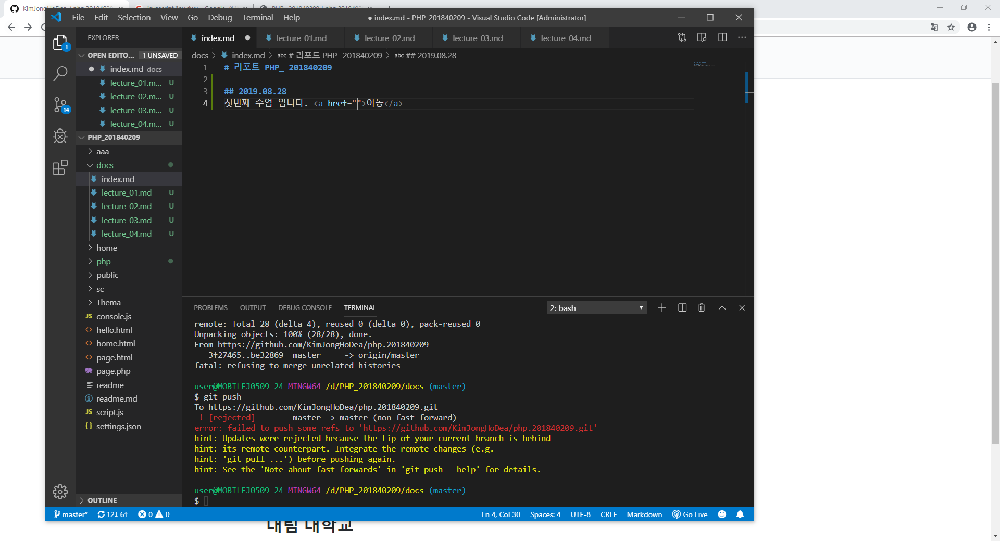 File Edit Selection View Go Debug Terminal Help
● index.md - PHP_201840209 - Visual Studio Code [Administrator]
EXPLORER
OPEN EDITO... 1 UNSAVED
index.md docs
lecture_01.m... U
lecture_02.m... U
lecture_03.m... U
lecture_04.m... U
PHP_201840209
aaa
docs
index.md
lecture_01.md U
lecture_02.md U
lecture_03.md U
lecture_04.md U
home
php
public
sc
Thema
console.js
hello.html
home.html
page.html
page.php
readme
readme.md
script.js
settings.json
OUTLINE
1
14
index.md lecture_01.md lecture_02.md lecture_03.md lecture_04.md
docs > index.md > abc # 리포트 PHP_ 201840209 > abc ## 2019.08.28
1 # 리포트 PHP_ 201840209
2
3 ## 2019.08.28
4 첫번째 수업 입니다. <a href="">이동</a>
PROBLEMS OUTPUT DEBUG CONSOLE TERMINAL 2: bash
remote: Total 28 (delta 4), reused 0 (delta 0), pack-reused 0
Unpacking objects: 100% (28/28), done.
From https://github.com/KimJongHoDea/php.201840209
3f27465..be32869 master -> origin/master
fatal: refusing to merge unrelated histories
user@MOBILEJ0509-24 MINGW64 /d/PHP_201840209/docs (master)
$ git push
To https://github.com/KimJongHoDea/php.201840209.git
! [rejected] master -> master (non-fast-forward)
error: failed to push some refs to 'https://github.com/KimJongHoDea/php.201840209.git'
hint: Updates were rejected because the tip of your current branch is behind
hint: its remote counterpart. Integrate the remote changes (e.g.
hint: 'git pull ...') before pushing again.
hint: See the 'Note about fast-forwards' in 'git push --help' for details.
user@MOBILEJ0509-24 MINGW64 /d/PHP_201840209/docs (master)
$
master* 12↓ 6↑ 0 0 Ln 4, Col 30 Spaces: 4 UTF-8 CRLF Markdown Go Live
대림 대학교